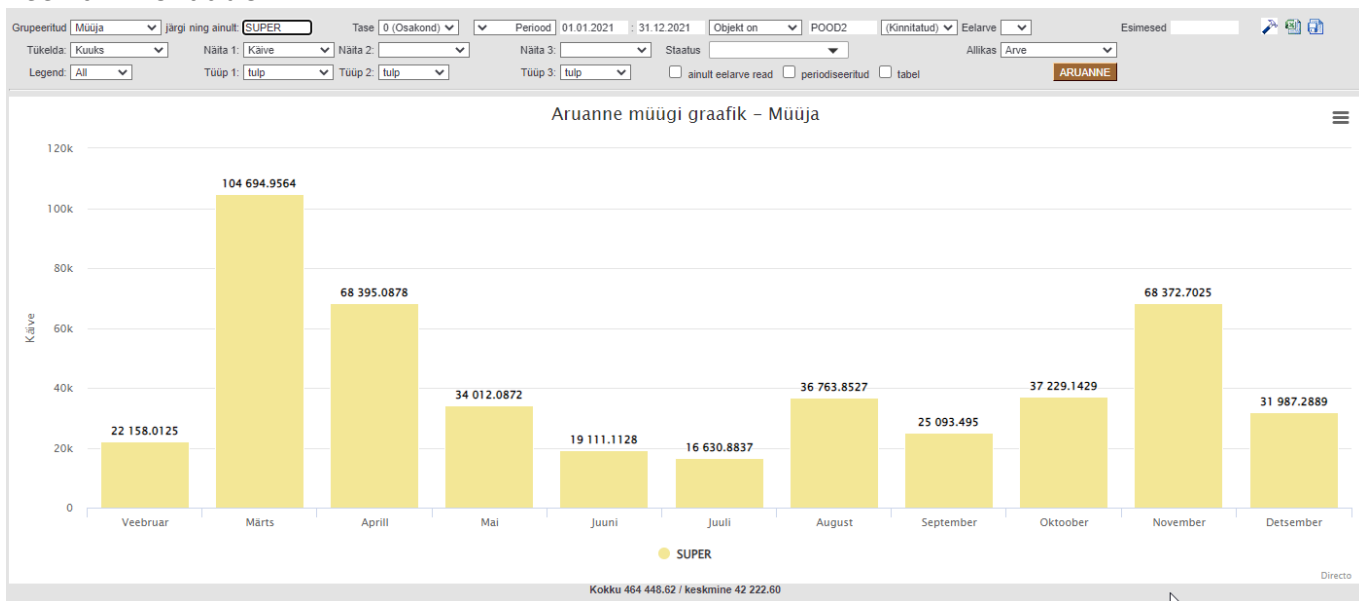 Grupeeritud Müüja järgi ning ainult: SUPER Tase 0 (Osakond) Periood 01.01.2021 : 31.12.2021 Objekt on POOD2 (Kinnitatud) Eelarve Esimesed
Tükelda: Kuuks Näita 1: Käive Näita 2: Näita 3: Staatus Allikas Arve
Legend: All Tüüp 1: tulp Tüüp 2: tulp Tüüp 3: tulp ainult eelarve read periodiseeritud tabel ARUANNE
Aruanne müügi graafik – Müüja
120k
104 694.9564
100k
80k
68 395.0878
68 372.7025
Käive
60k
40k
34 012.0872
36 763.8527
37 229.1429
31 987.2889
22 158.0125
19 111.1128
16 630.8837
25 093.495
20k
0
Veebruar Märts Aprill Mai Juuni Juuli August September Oktoober November Detsember
SUPER
Directo
Kokku 464 448.62 / keskmine 42 222.60